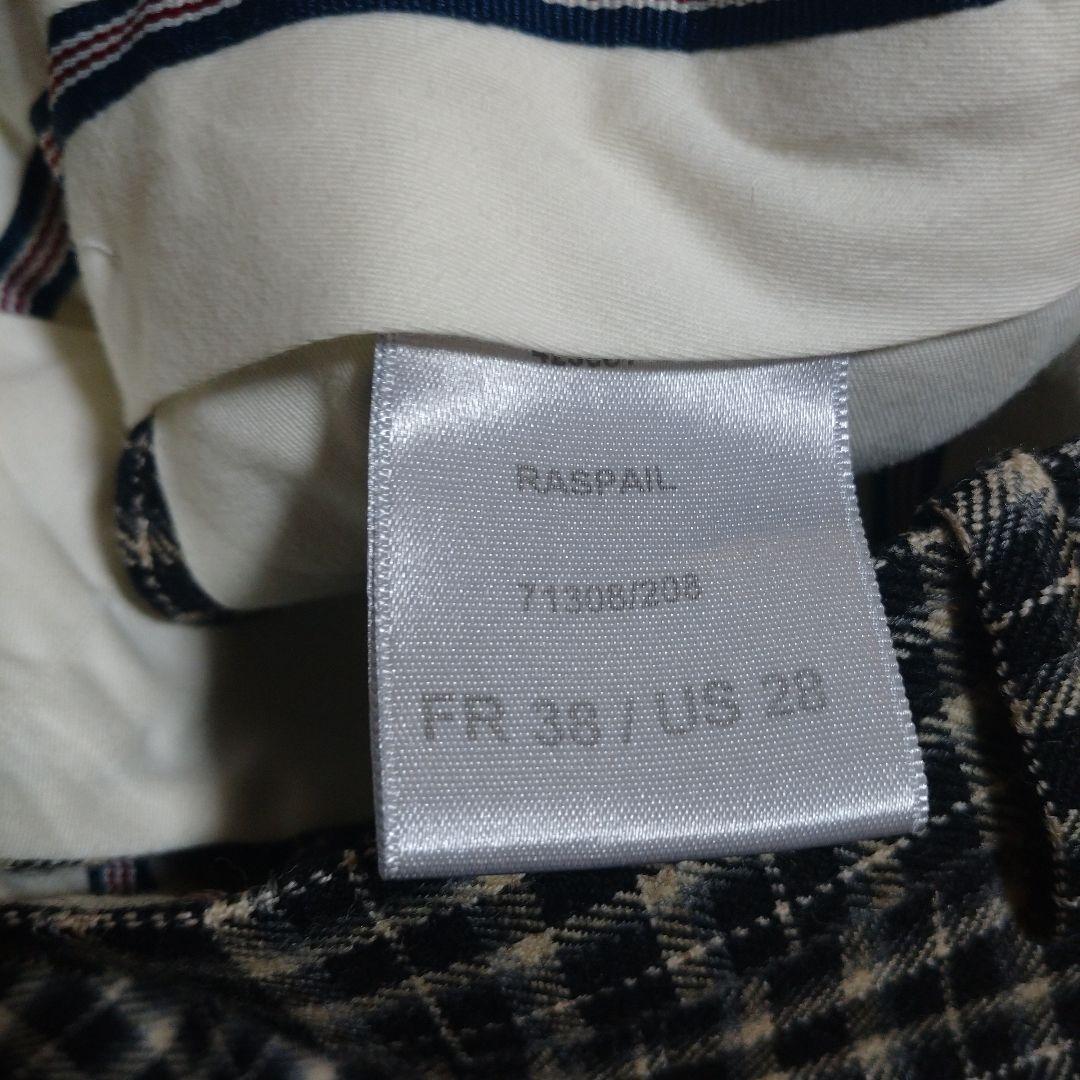 RASPAIL
71308/208
FR 38 / US 28